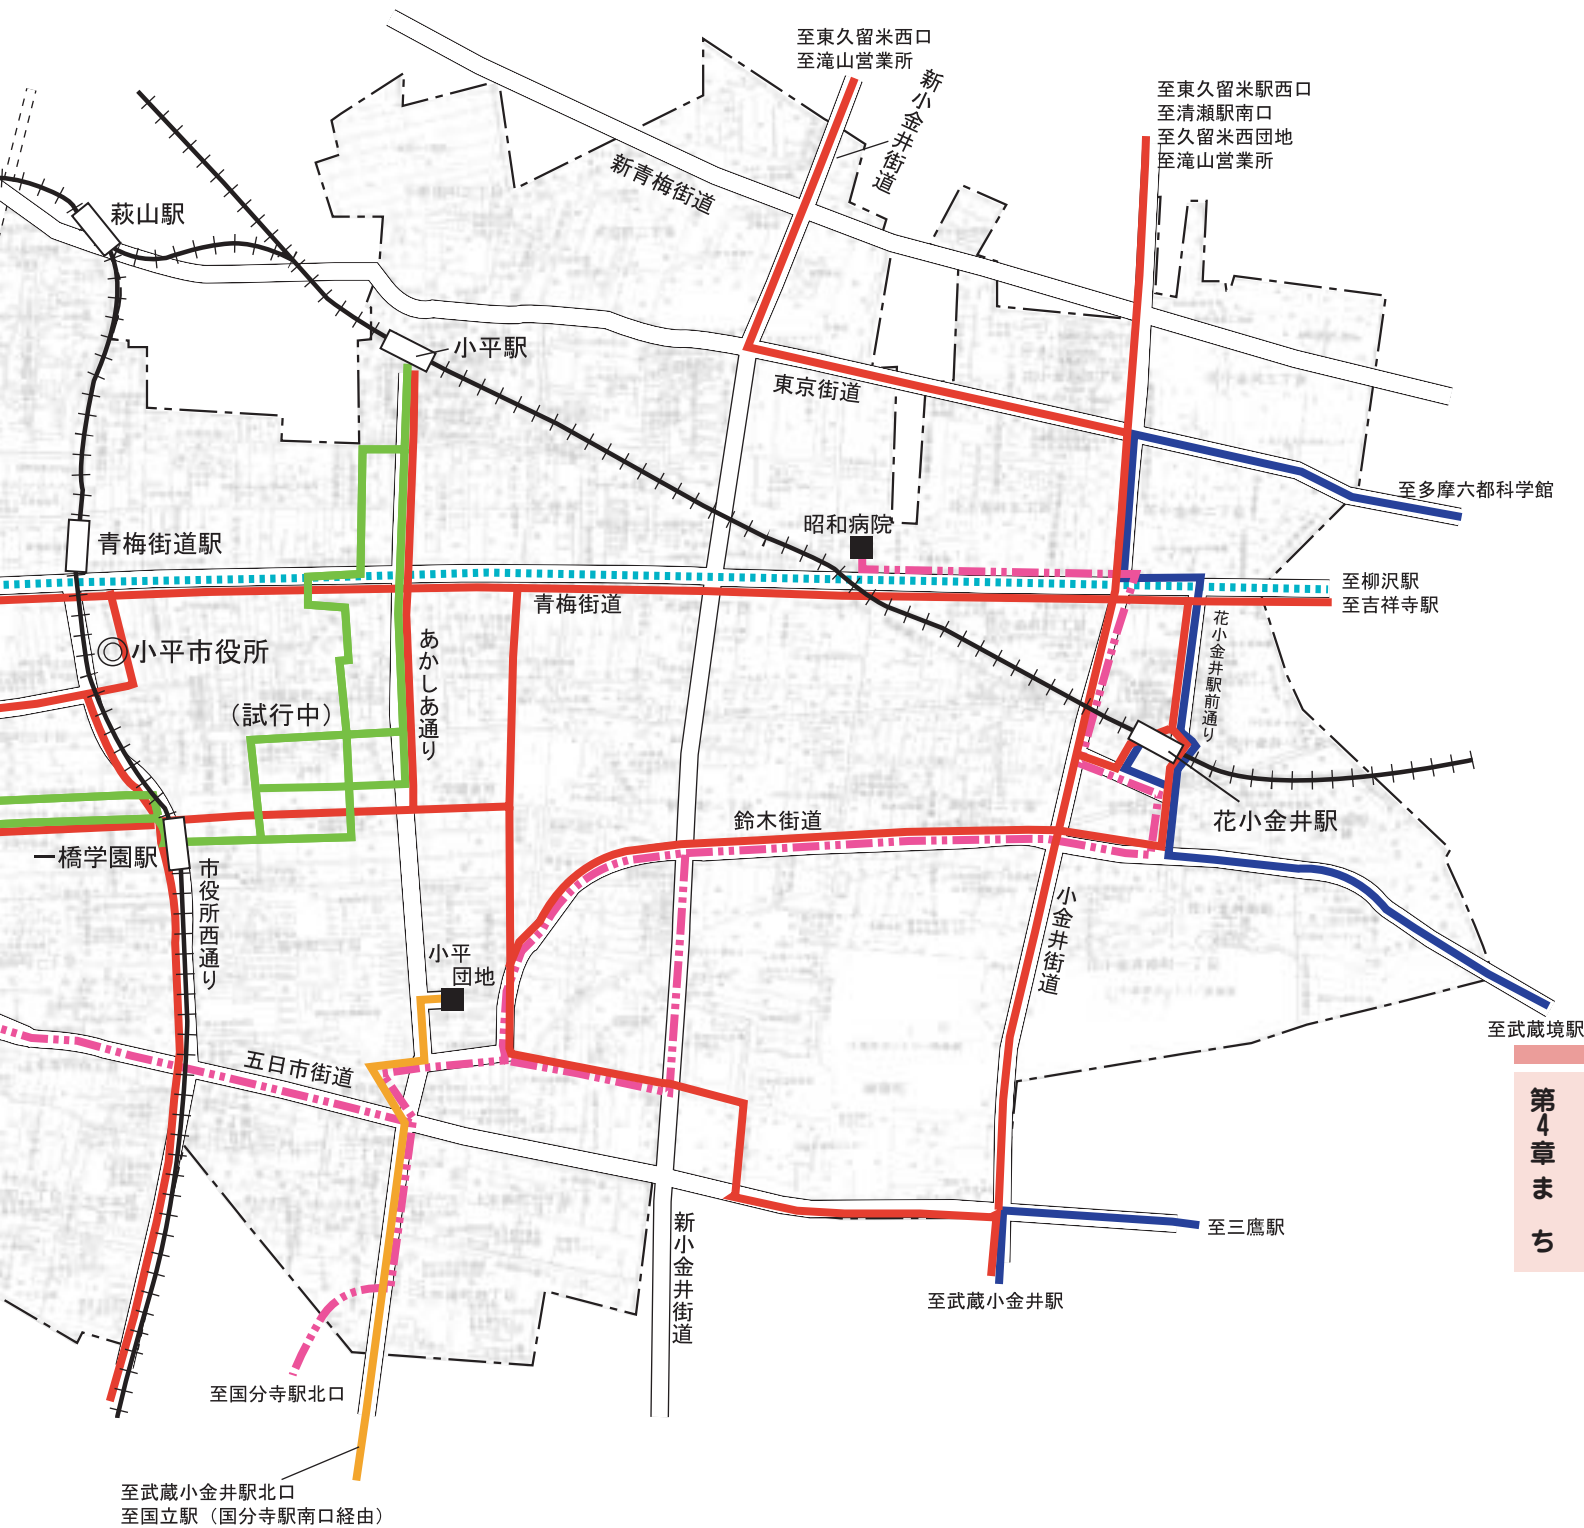 至東久留米西口
至滝山営業所
新小金井街道
至東久留米駅西口
至清瀬駅南口
至久留米西団地
至滝山営業所
新青梅街道
萩山駅
小平駅
東京街道
至多摩六都科学館
昭和病院
青梅街道駅
至柳沢駅
至吉祥寺駅
青梅街道
花小金井駅前通り
小平市役所
あかしあ通り
（試行中）
鈴木街道
花小金井駅
一橋学園駅
市役所西通り
小金井街道
小平
団地
至武蔵境駅
五日市街道
第4章 まち
新小金井街道
至三鷹駅
至武蔵小金井駅
至国分寺駅北口
至武蔵小金井駅北口
至国立駅（国分寺駅南口経由）